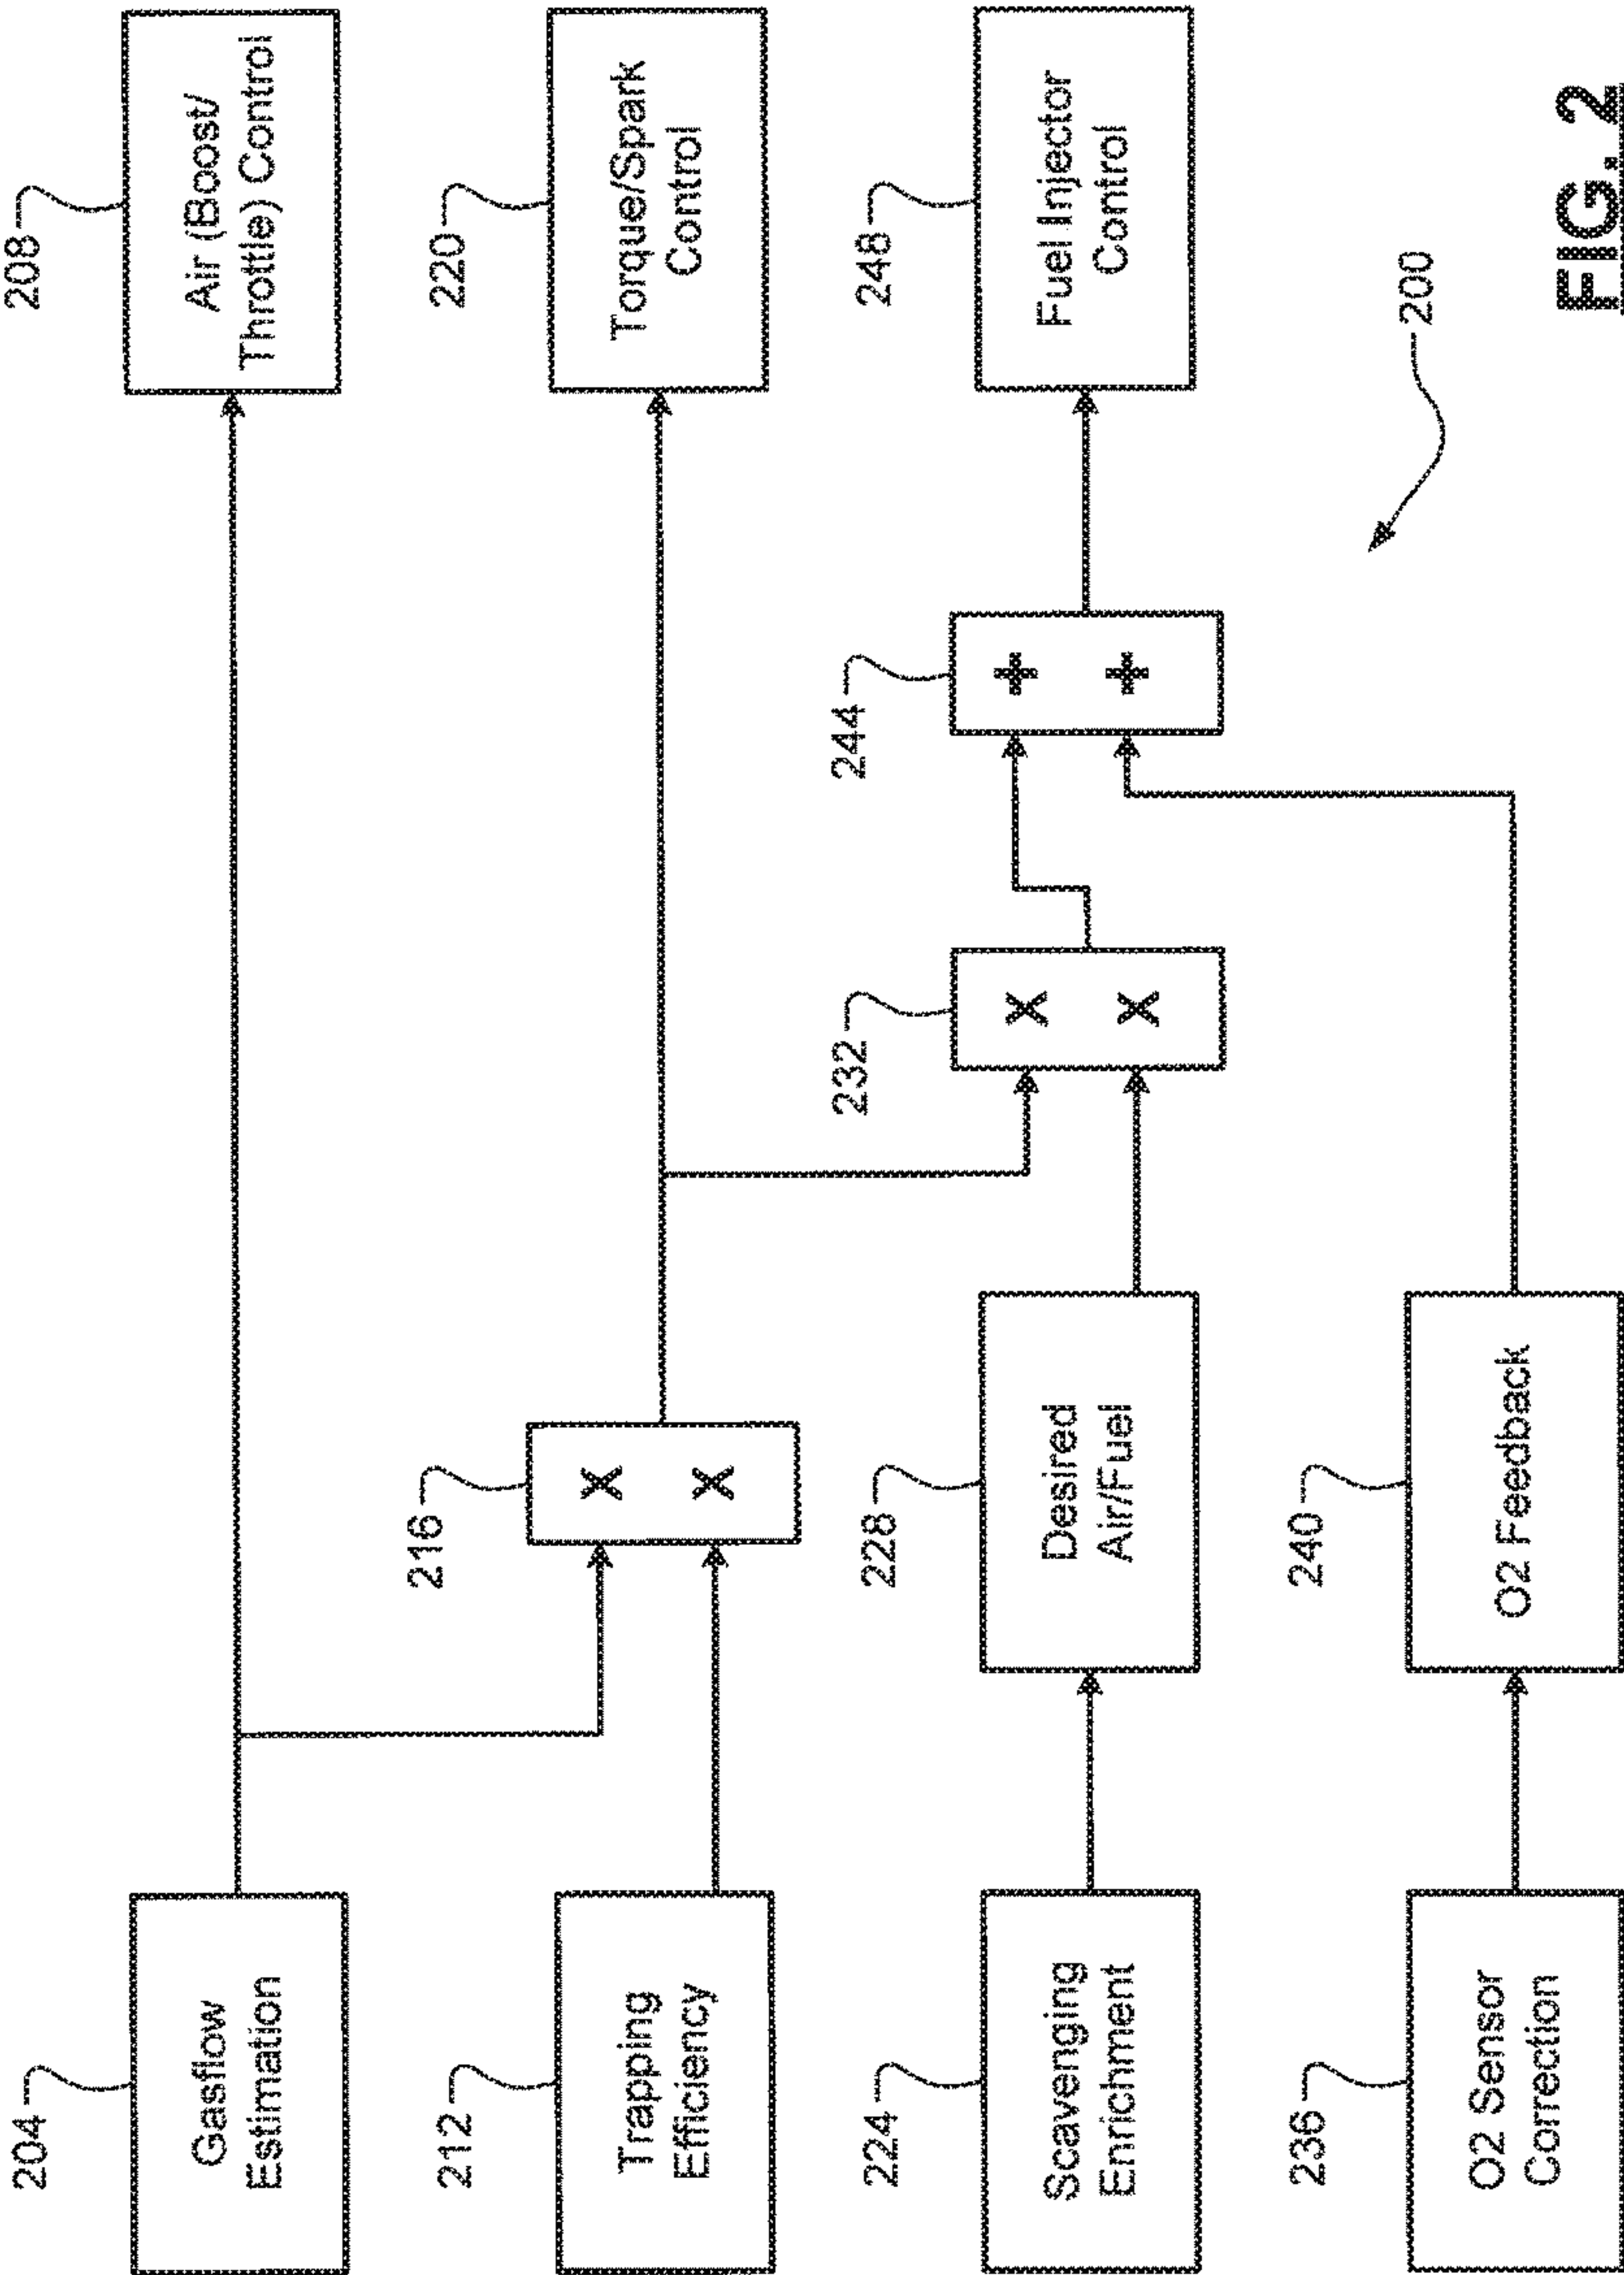 204
Gasflow
Estimation
208
Air (Boost/
Throttle) Control
212
Trapping
Efficiency
216
X
X
220
Torque/Spark
Control
224
Scavenging
Enrichment
228
Desired
Air/Fuel
232
X
X
244
+
+
248
Fuel Injector
Control
236
O2 Sensor
Correction
240
O2 Feedback
200
FIG. 2